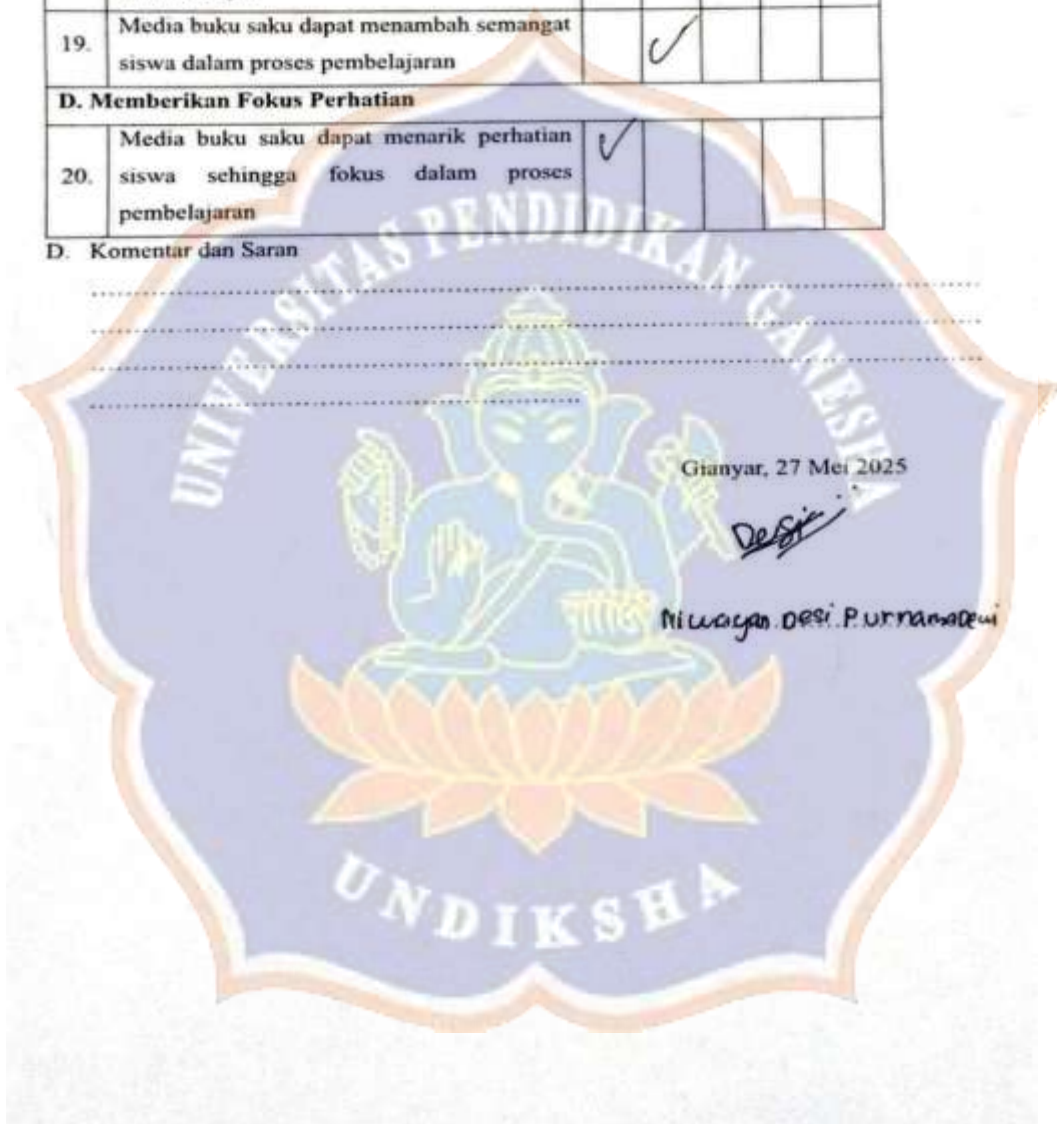 19. Media buku saku dapat menambah semangat
siswa dalam proses pembelajaran
D. Memberikan Fokus Perhatian
Media buku saku dapat menarik perhatian
20. siswa sehingga fokus dalam proses
pembelajaran
D. Komentar dan Saran
UNIVERSITAS PENDIDIKAN GANESHA
Gianyar, 27 Mei 2025
Desi
Ni Wayan Desi Purnama Dewi
UNDIKSHA